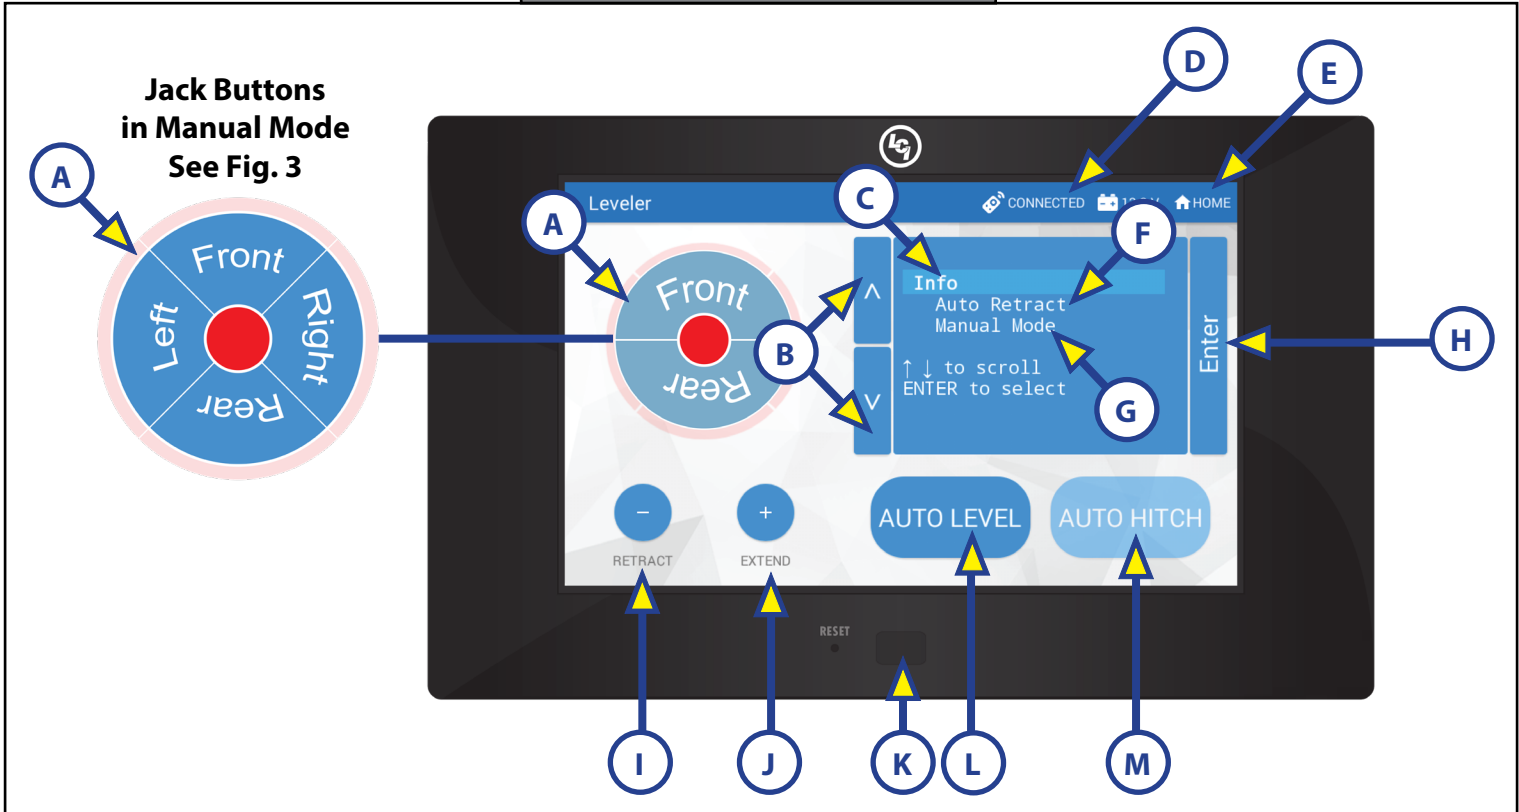 Jack Buttons
in Manual Mode
See Fig. 3
A
Front
Left
Right
Rear
D
E
LCI
Leveler
CONNECTED
HOME
A
C
F
Front
Rear
B
^
v
Info
Auto Retract
Manual Mode
↑ ↓ to scroll
ENTER to select
Enter
G
H
−
+
RETRACT
EXTEND
AUTO LEVEL
AUTO HITCH
RESET
I
J
K
L
M